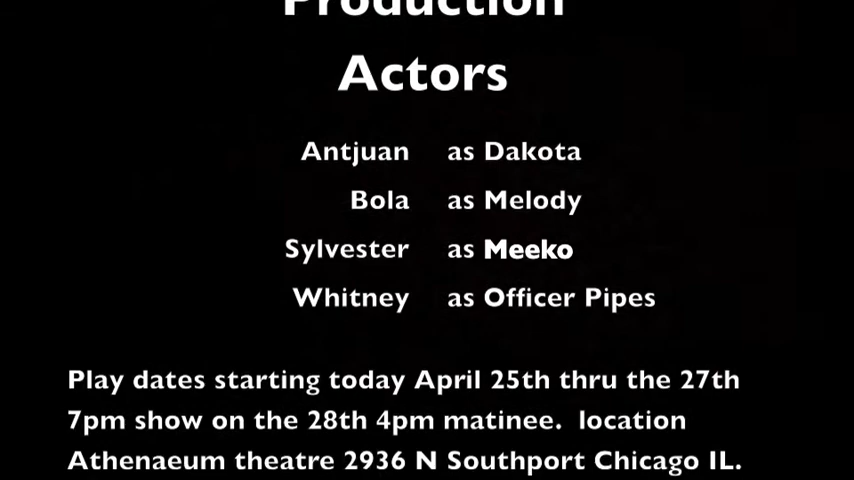 Production
Actors
Antjuan as Dakota
Bola as Melody
Sylvester as Meeko
Whitney as Officer Pipes
Play dates starting today April 25th thru the 27th
7pm show on the 28th 4pm matinee. location
Athenaeum theatre 2936 N Southport Chicago IL.